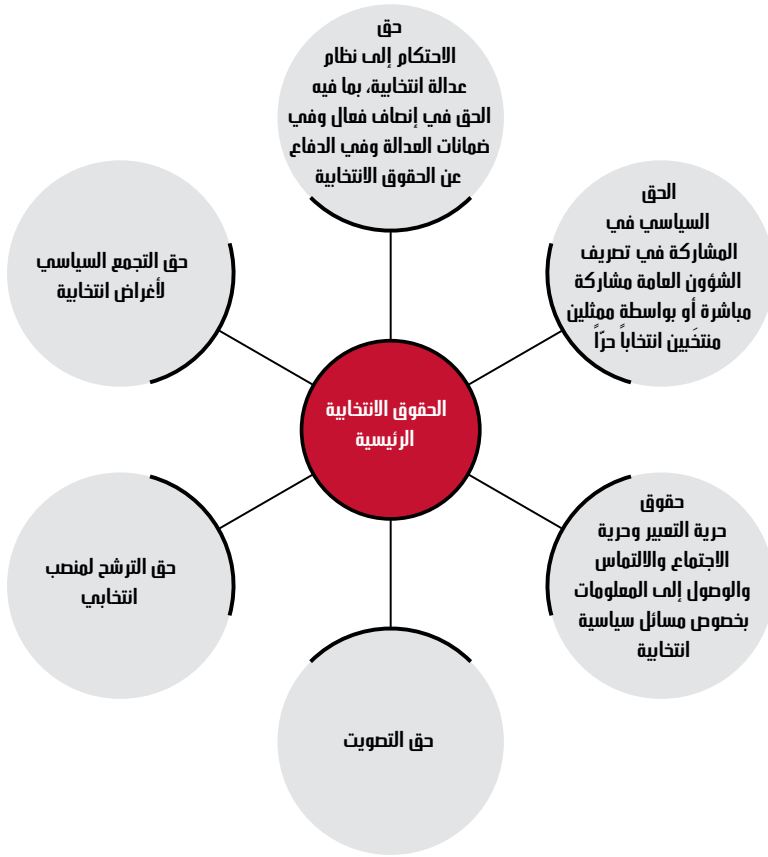 حق
الاحتكام إلى نظام
عدالة انتخابية، بما فيه
الحق في إنصاف فعال وفي
ضمانات العدالة وفي الدفاع
عن الحقوق الانتخابية
الحق
السياسي في
المشاركة في تصريف
الشؤون العامة مشاركة
مباشرة أو بواسطة ممثلين
منتخَبين انتخاباً حرّاً
حق التجمع السياسي
لأغراض انتخابية
الحقوق الانتخابية
الرئيسية
حقوق
حرية التعبير وحرية
الاجتماع والالتماس
والوصول إلى المعلومات
بخصوص مسائل سياسية
انتخابية
حق الترشح لمنصب
انتخابي
حق التصويت